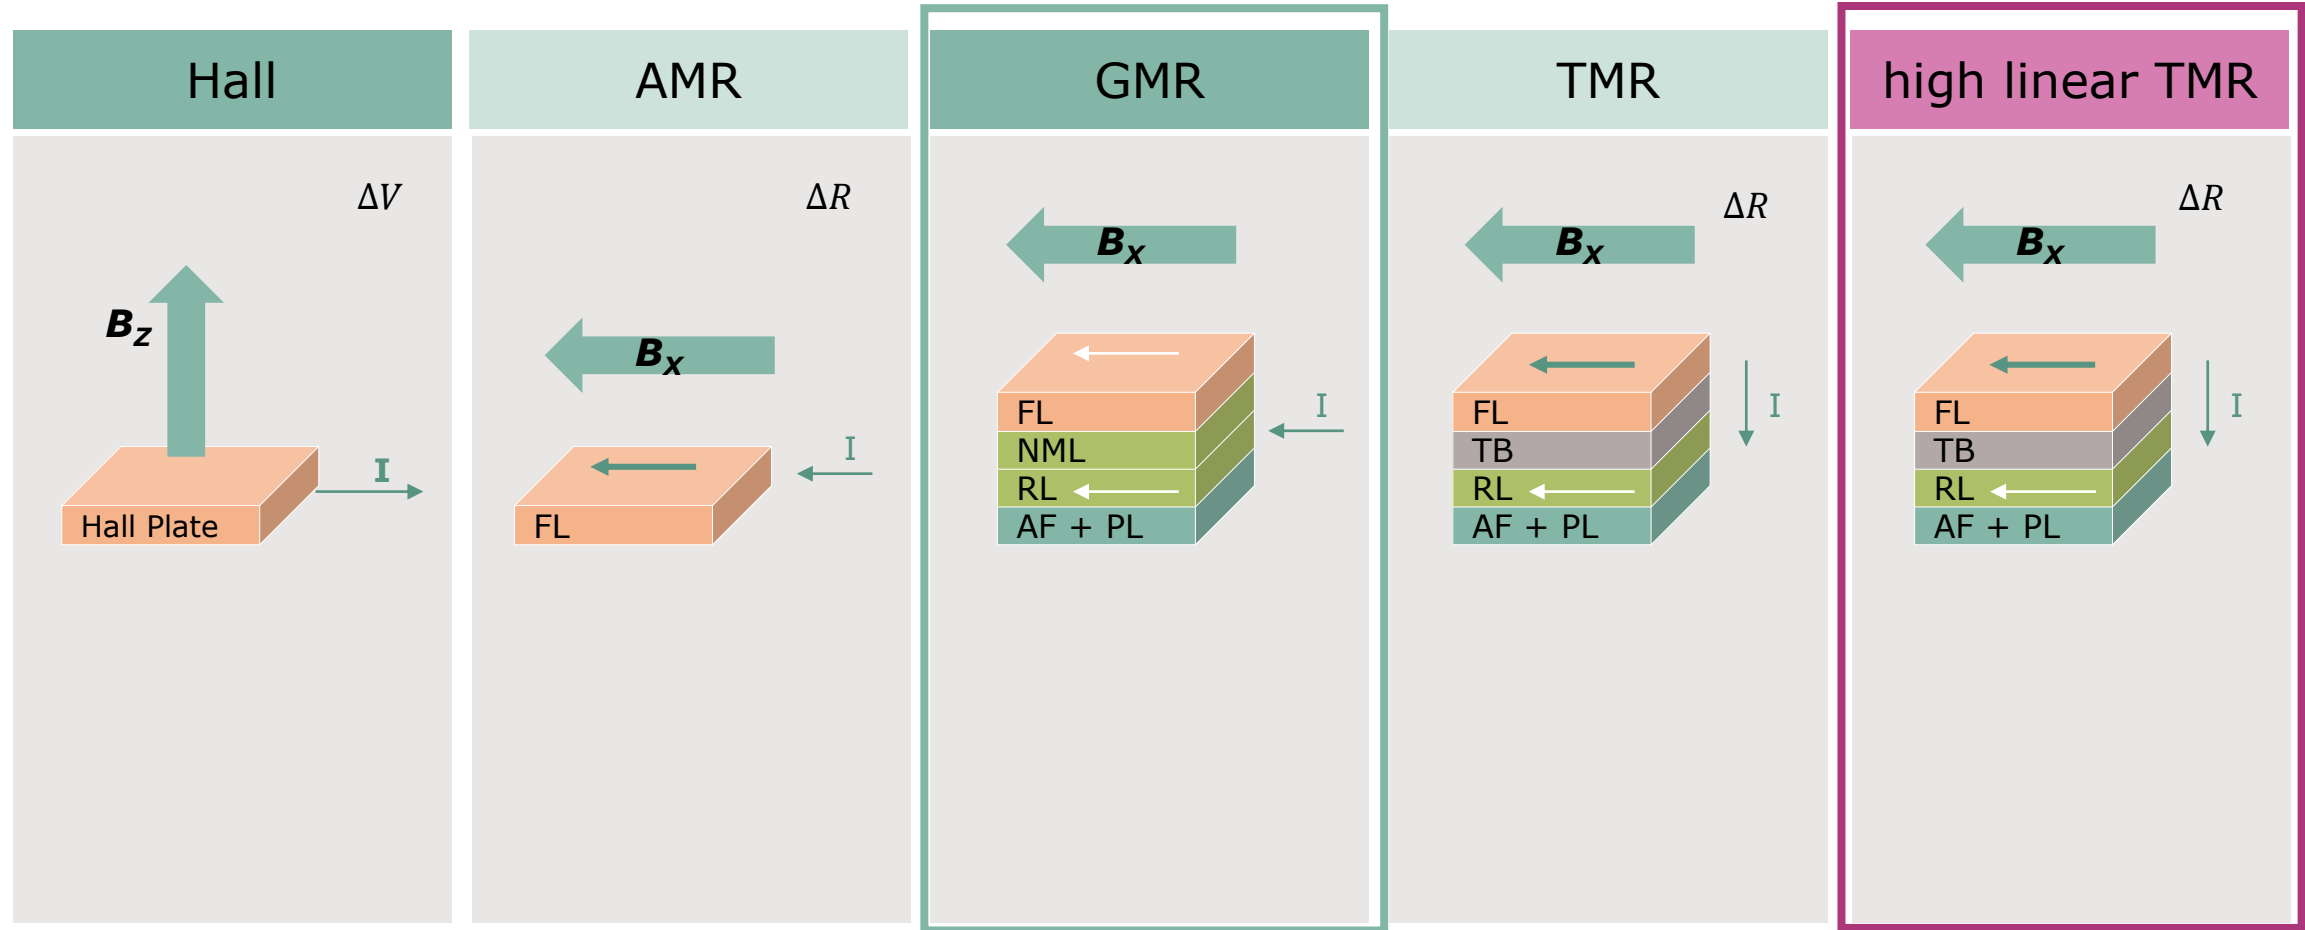 Hall
AMR
GMR
TMR
high linear TMR
ΔV
B_Z
I
Hall Plate
ΔR
B_X
I
FL
B_X
I
FL
NML
RL
AF + PL
ΔR
B_X
I
FL
TB
RL
AF + PL
ΔR
B_X
I
FL
TB
RL
AF + PL